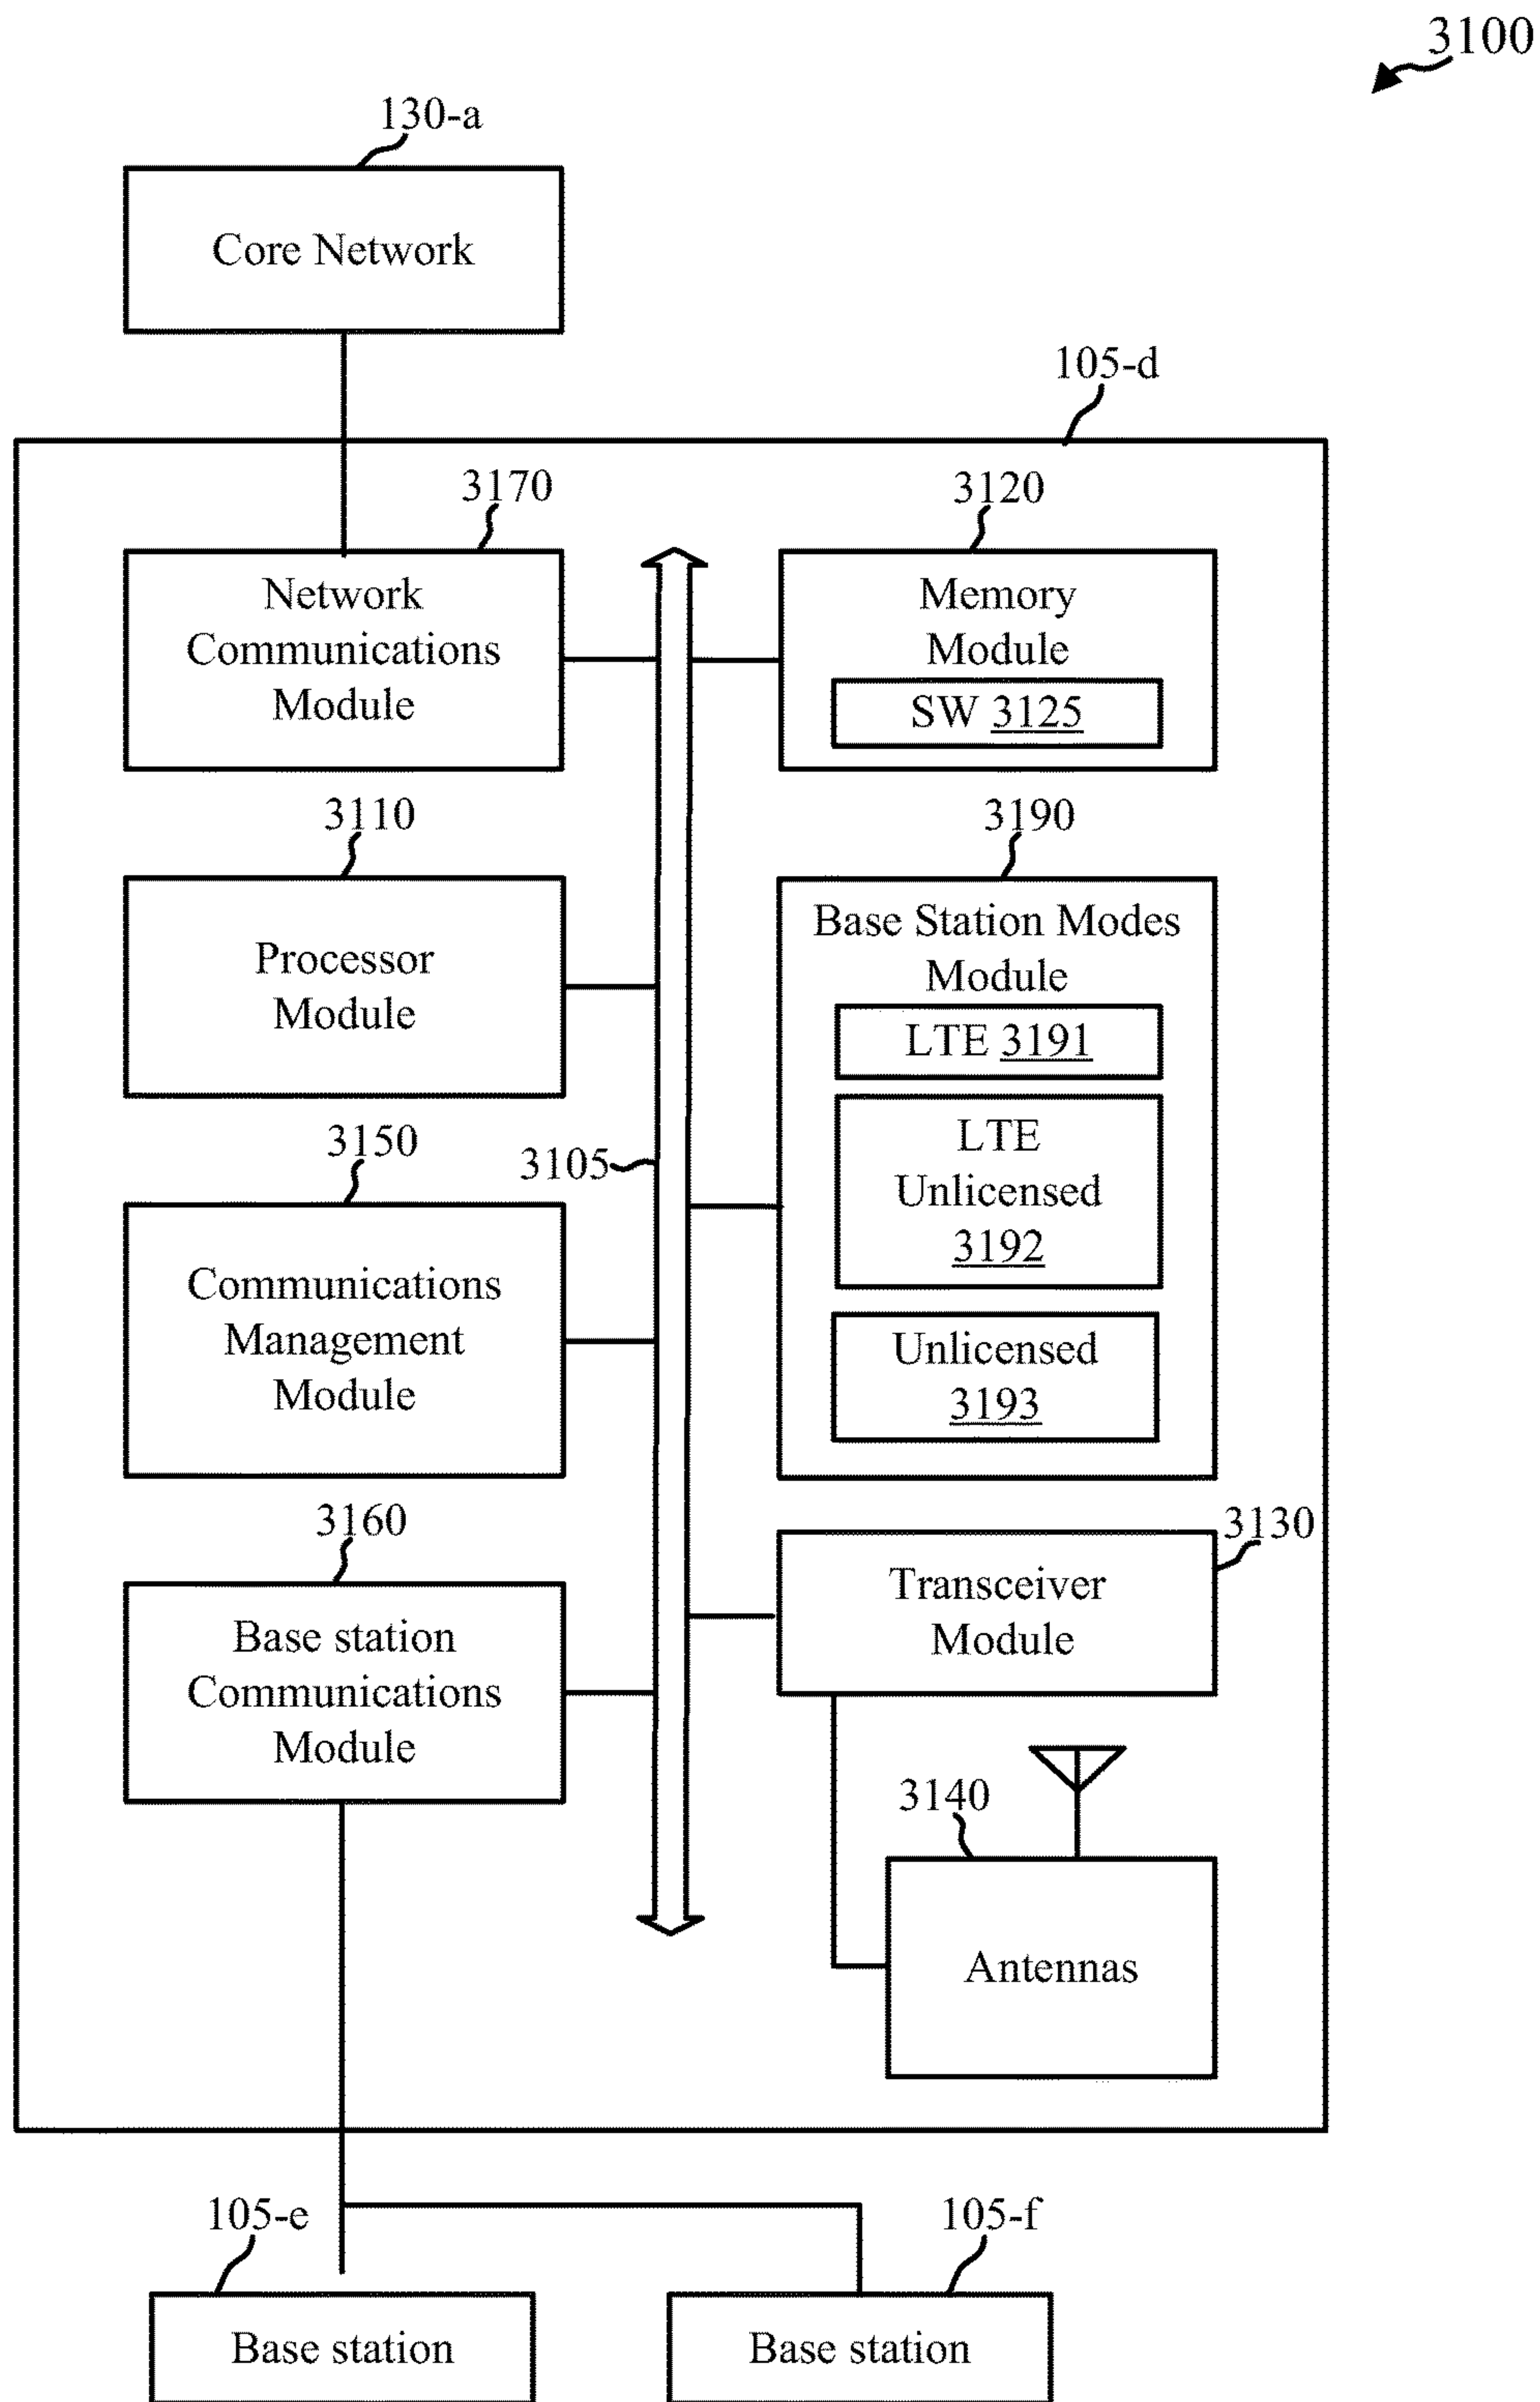 3100
130-a
Core Network
105-d
3170
Network
Communications
Module
3120
Memory
Module
SW 3125
3110
Processor
Module
3190
Base Station Modes
Module
LTE 3191
LTE
Unlicensed
3192
Unlicensed
3193
3105
3150
Communications
Management
Module
3160
Base station
Communications
Module
3130
Transceiver
Module
3140
Antennas
105-e
Base station
105-f
Base station